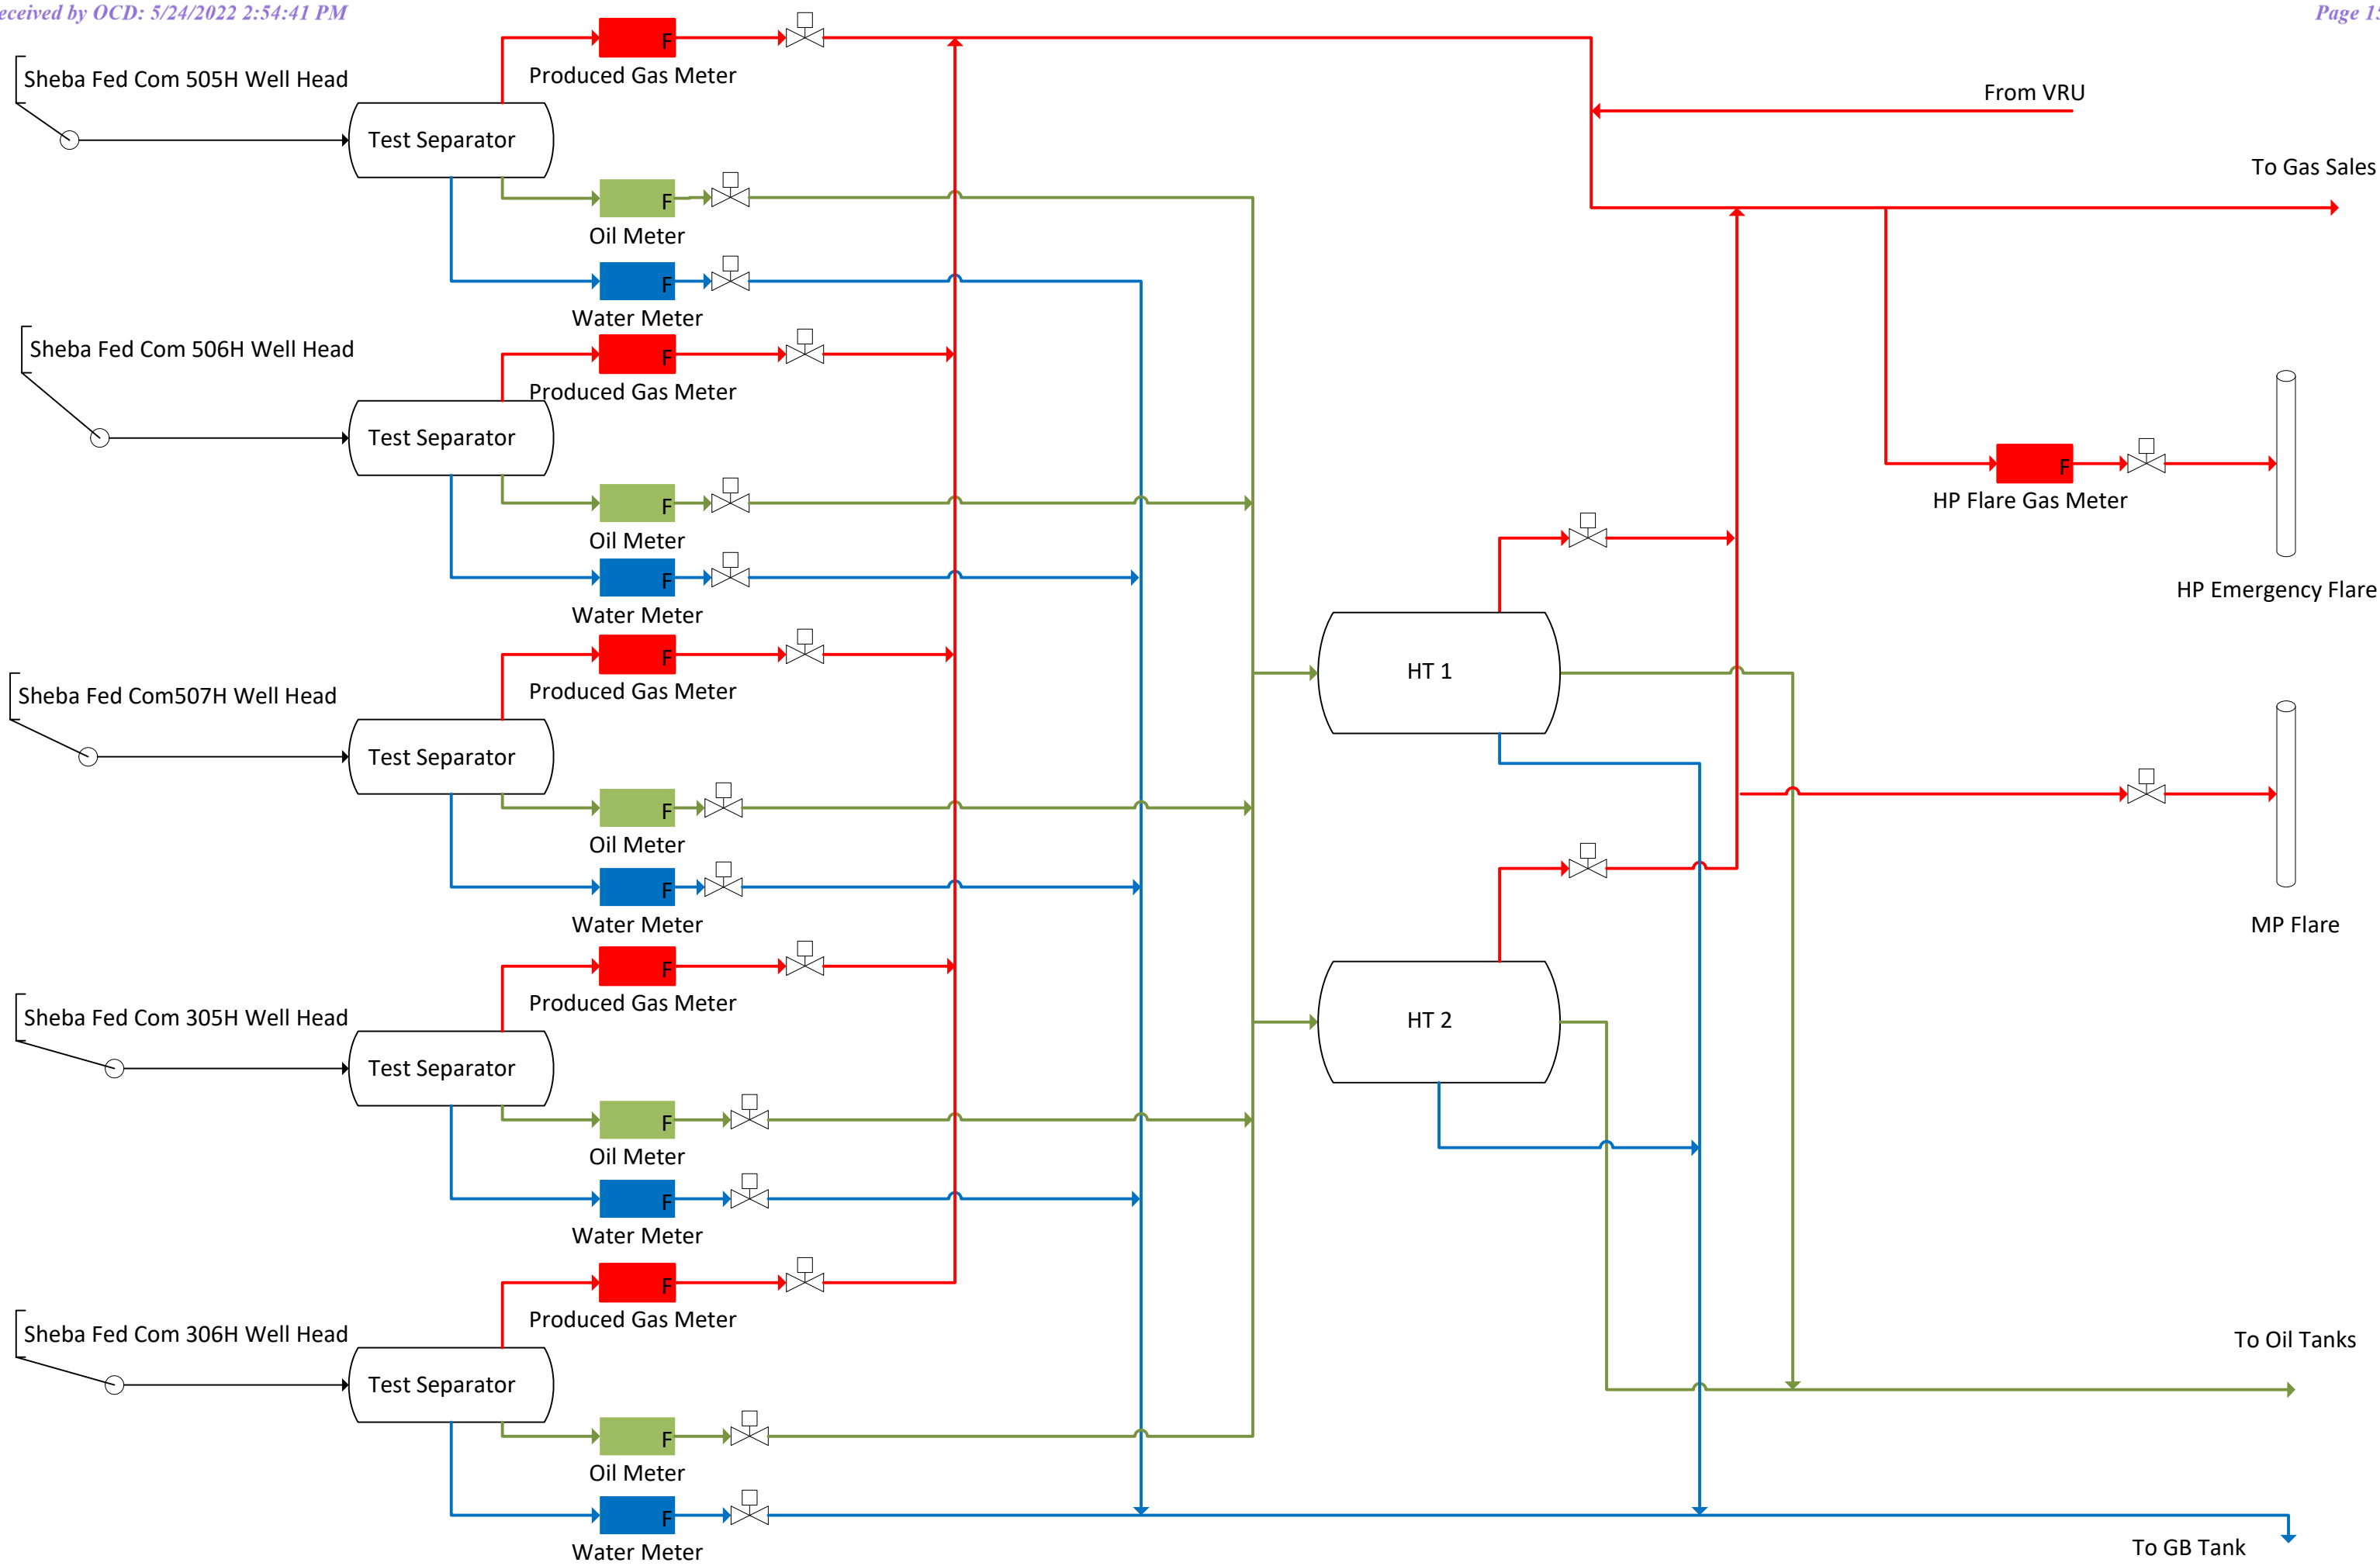 eceived by OCD: 5/24/2022 2:54:41 PM
Page 15
Sheba Fed Com 505H Well Head
F
Produced Gas Meter
From VRU
Test Separator
To Gas Sales
F
Oil Meter
F
Water Meter
Sheba Fed Com 506H Well Head
F
Produced Gas Meter
Test Separator
F
HP Flare Gas Meter
F
Oil Meter
F
Water Meter
HP Emergency Flare
Sheba Fed Com507H Well Head
F
Produced Gas Meter
HT 1
Test Separator
F
Oil Meter
F
Water Meter
MP Flare
Sheba Fed Com 305H Well Head
F
Produced Gas Meter
HT 2
Test Separator
F
Oil Meter
F
Water Meter
Sheba Fed Com 306H Well Head
F
Produced Gas Meter
To Oil Tanks
Test Separator
F
Oil Meter
F
Water Meter
To GB Tank